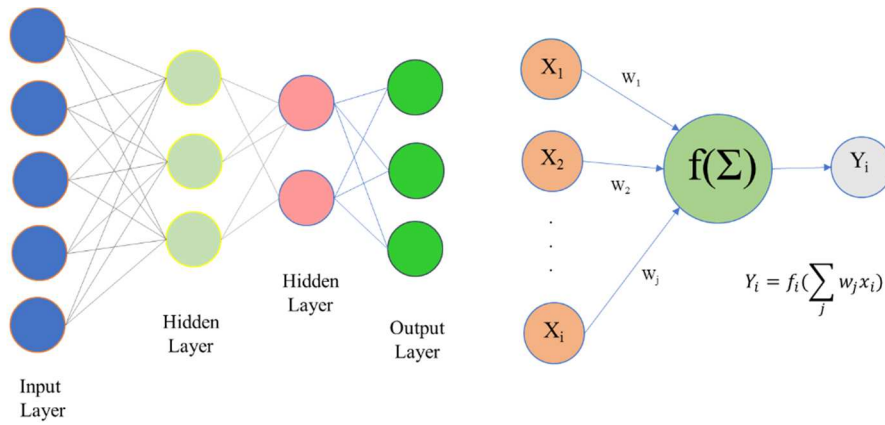 Input
Layer
Hidden
Layer
Hidden
Layer
Output
Layer
X₁
X₂
.
.
.
Xᵢ
W₁
W₂
Wⱼ
f(Σ)
Yᵢ
Yᵢ = fᵢ(∑ⱼ wⱼxᵢ)